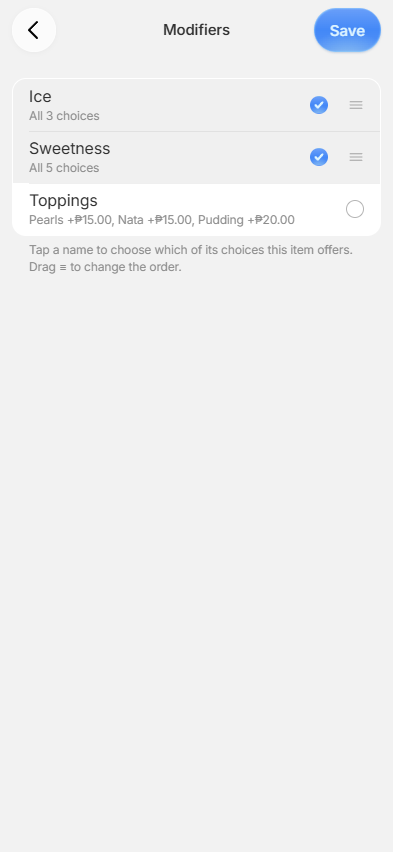 Modifiers
Save
Ice
All 3 choices
Sweetness
All 5 choices
Toppings
Pearls +₱15.00, Nata +₱15.00, Pudding +₱20.00
Tap a name to choose which of its choices this item offers.
Drag ≡ to change the order.